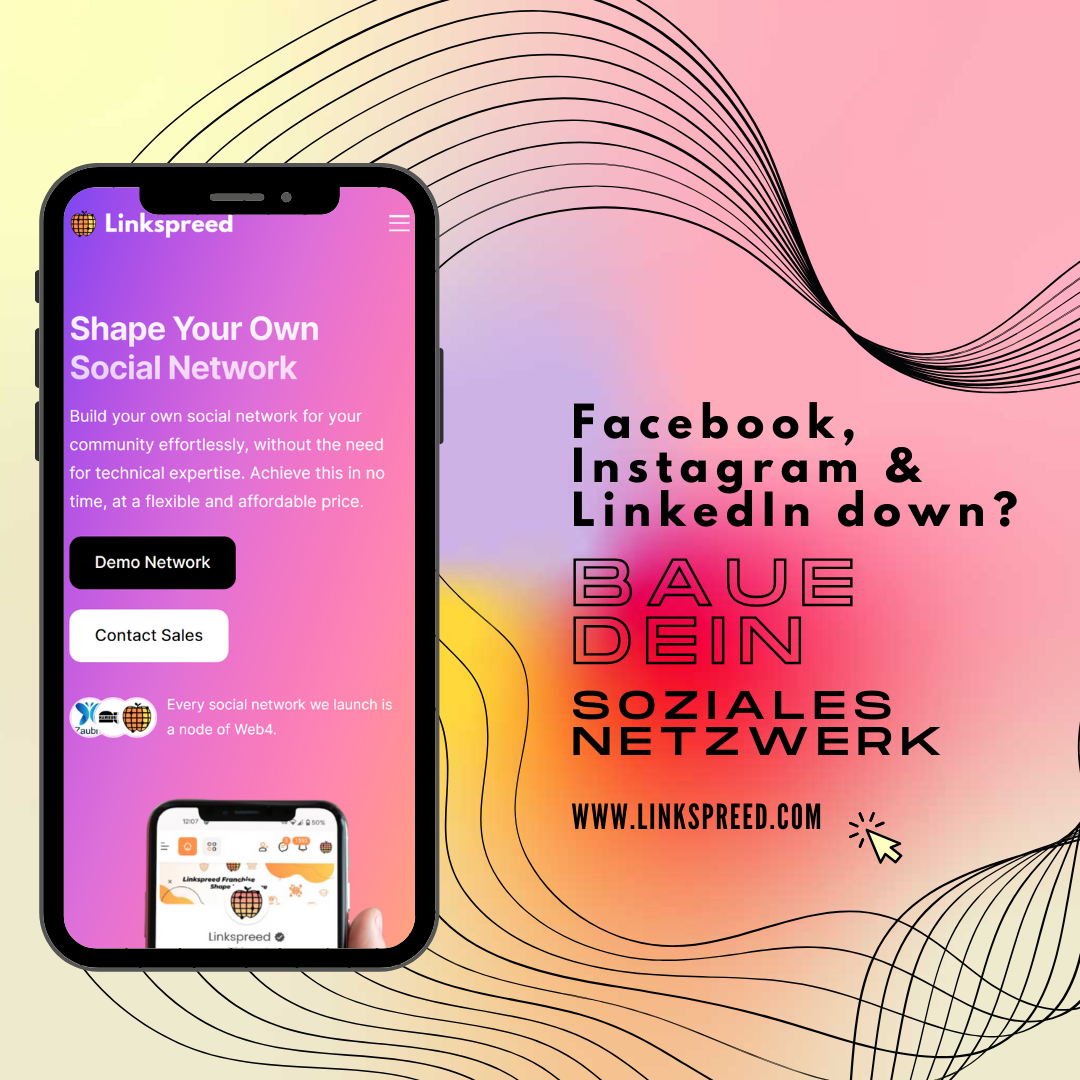 Linkspreed
Shape Your Own
Social Network
Build your own social network for your
community effortlessly, without the need
for technical expertise. Achieve this in no
time, at a flexible and affordable price.
Demo Network
Contact Sales
Every social network we launch is
a node of Web4.
12:07
50%
Linkspreed Franchise
Shape
Linkspreed
Facebook,
Instagram &
LinkedIn down?
BAUE
DEIN
SOZIALES
NETZWERK
WWW.LINKSPREED.COM